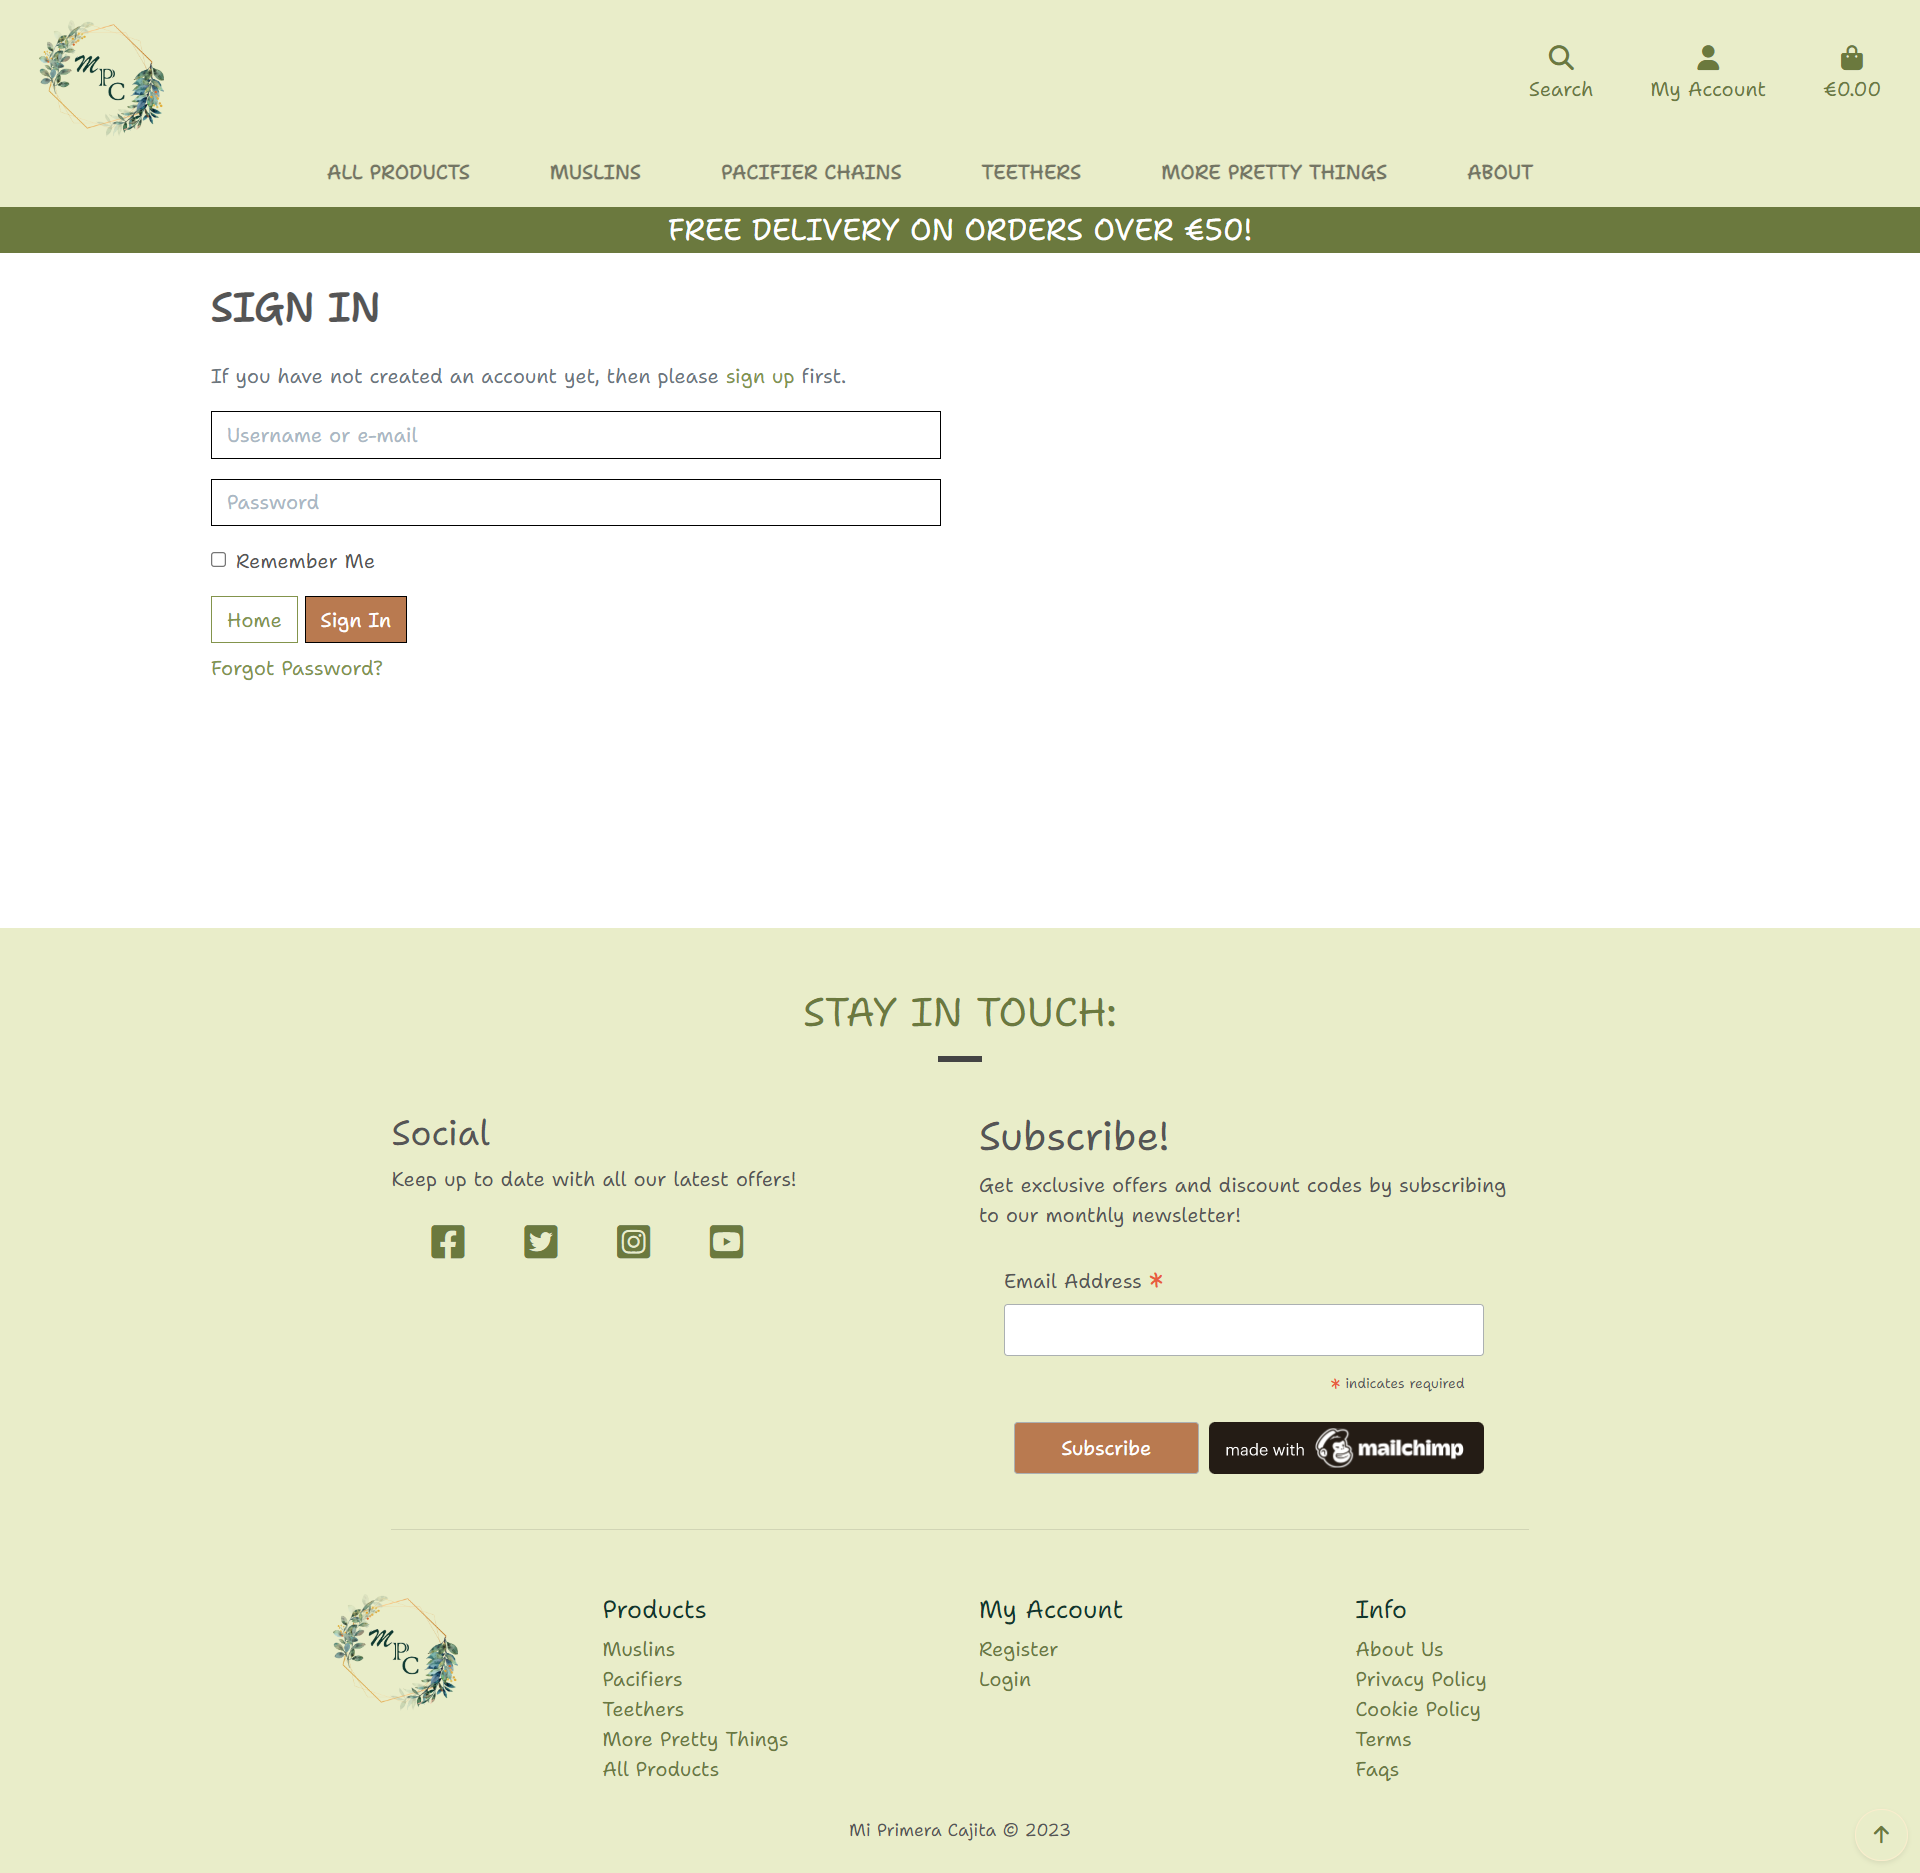 M
P
C
Search
My Account
€0.00
ALL PRODUCTS
MUSLINS
PACIFIER CHAINS
TEETHERS
MORE PRETTY THINGS
ABOUT
FREE DELIVERY ON ORDERS OVER €50!
SIGN IN
If you have not created an account yet, then please sign up first.
Username or e-mail
Password
Remember Me
Home
Sign In
Forgot Password?
STAY IN TOUCH:
Social
Keep up to date with all our latest offers!
Subscribe!
Get exclusive offers and discount codes by subscribing
to our monthly newsletter!
Email Address *
* indicates required
Subscribe
made with mailchimp
M
P
C
Products
Muslins
Pacifiers
Teethers
More Pretty Things
All Products
My Account
Register
Login
Info
About Us
Privacy Policy
Cookie Policy
Terms
Faqs
Mi Primera Cajita © 2023